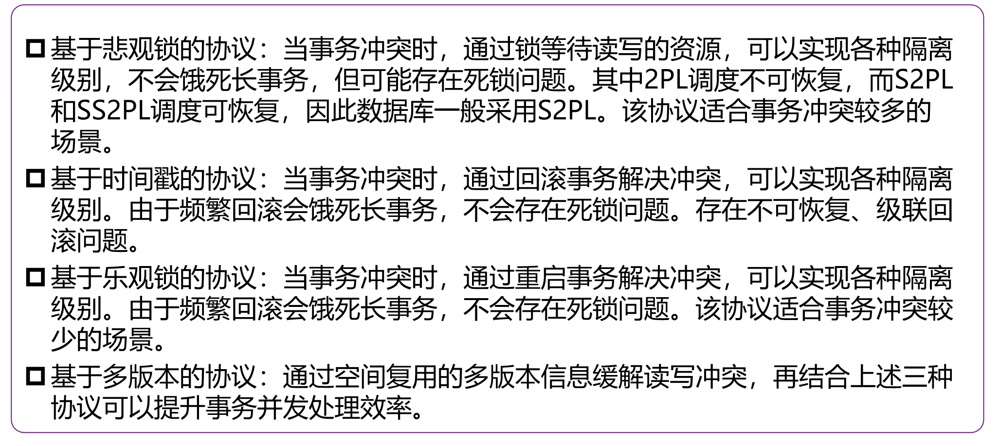 基于悲观锁的协议：当事务冲突时，通过锁等待读写的资源，可以实现各种隔离
级别，不会饿死长事务，但可能存在死锁问题。其中2PL调度不可恢复，而S2PL
和SS2PL调度可恢复，因此数据库一般采用S2PL。该协议适合事务冲突较多的
场景。
基于时间戳的协议：当事务冲突时，通过回滚事务解决冲突，可以实现各种隔离
级别。由于频繁回滚会饿死长事务，不会存在死锁问题。存在不可恢复、级联回
滚问题。
基于乐观锁的协议：当事务冲突时，通过重启事务解决冲突，可以实现各种隔离
级别。由于频繁回滚会饿死长事务，不会存在死锁问题。该协议适合事务冲突较
少的场景。
基于多版本的协议：通过空间复用的多版本信息缓解读写冲突，再结合上述三种
协议可以提升事务并发处理效率。